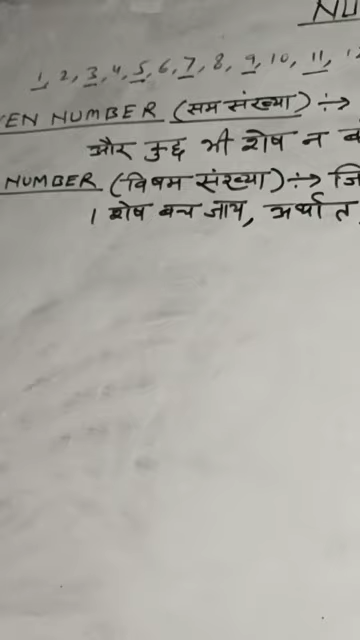 NU
1, 2, 3, 4, 5, 6, 7, 8, 9, 10, 11, 12
EN NUMBER (सम संख्या) ÷→
और कुछ भी शेष न
NUMBER (विषम संख्या) ÷→ जि
1 शेष बच जाय, अर्थात